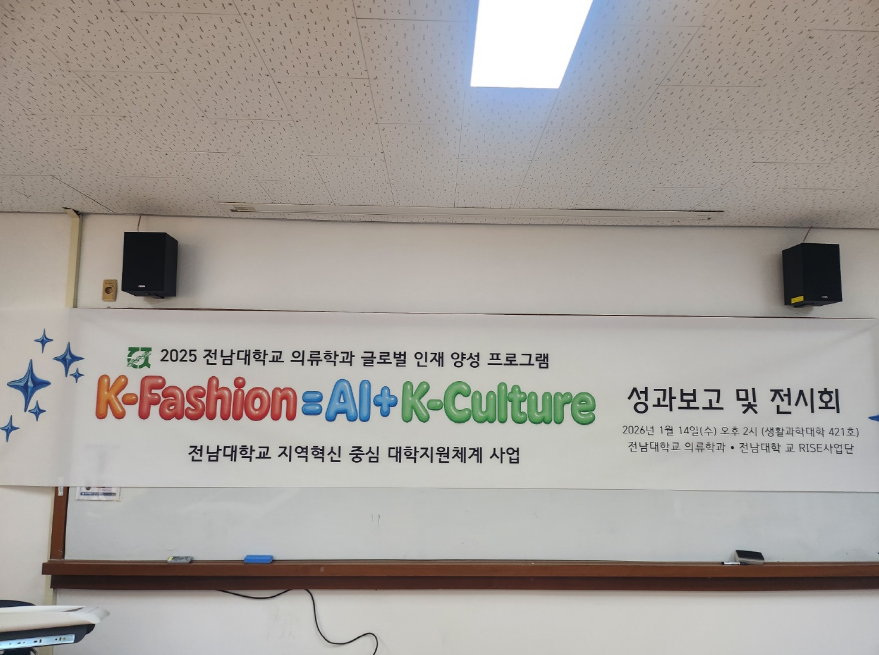 2025 전남대학교 의류학과 글로벌 인재 양성 프로그램
K-Fashion=AI+K-Culture
전남대학교 지역혁신 중심 대학지원체계 사업
성과보고 및 전시회
2026년 1월 14일(수) 오후 2시 (생활과학대학 421호)
전남대학교 의류학과 • 전남대학 교 RISE사업단